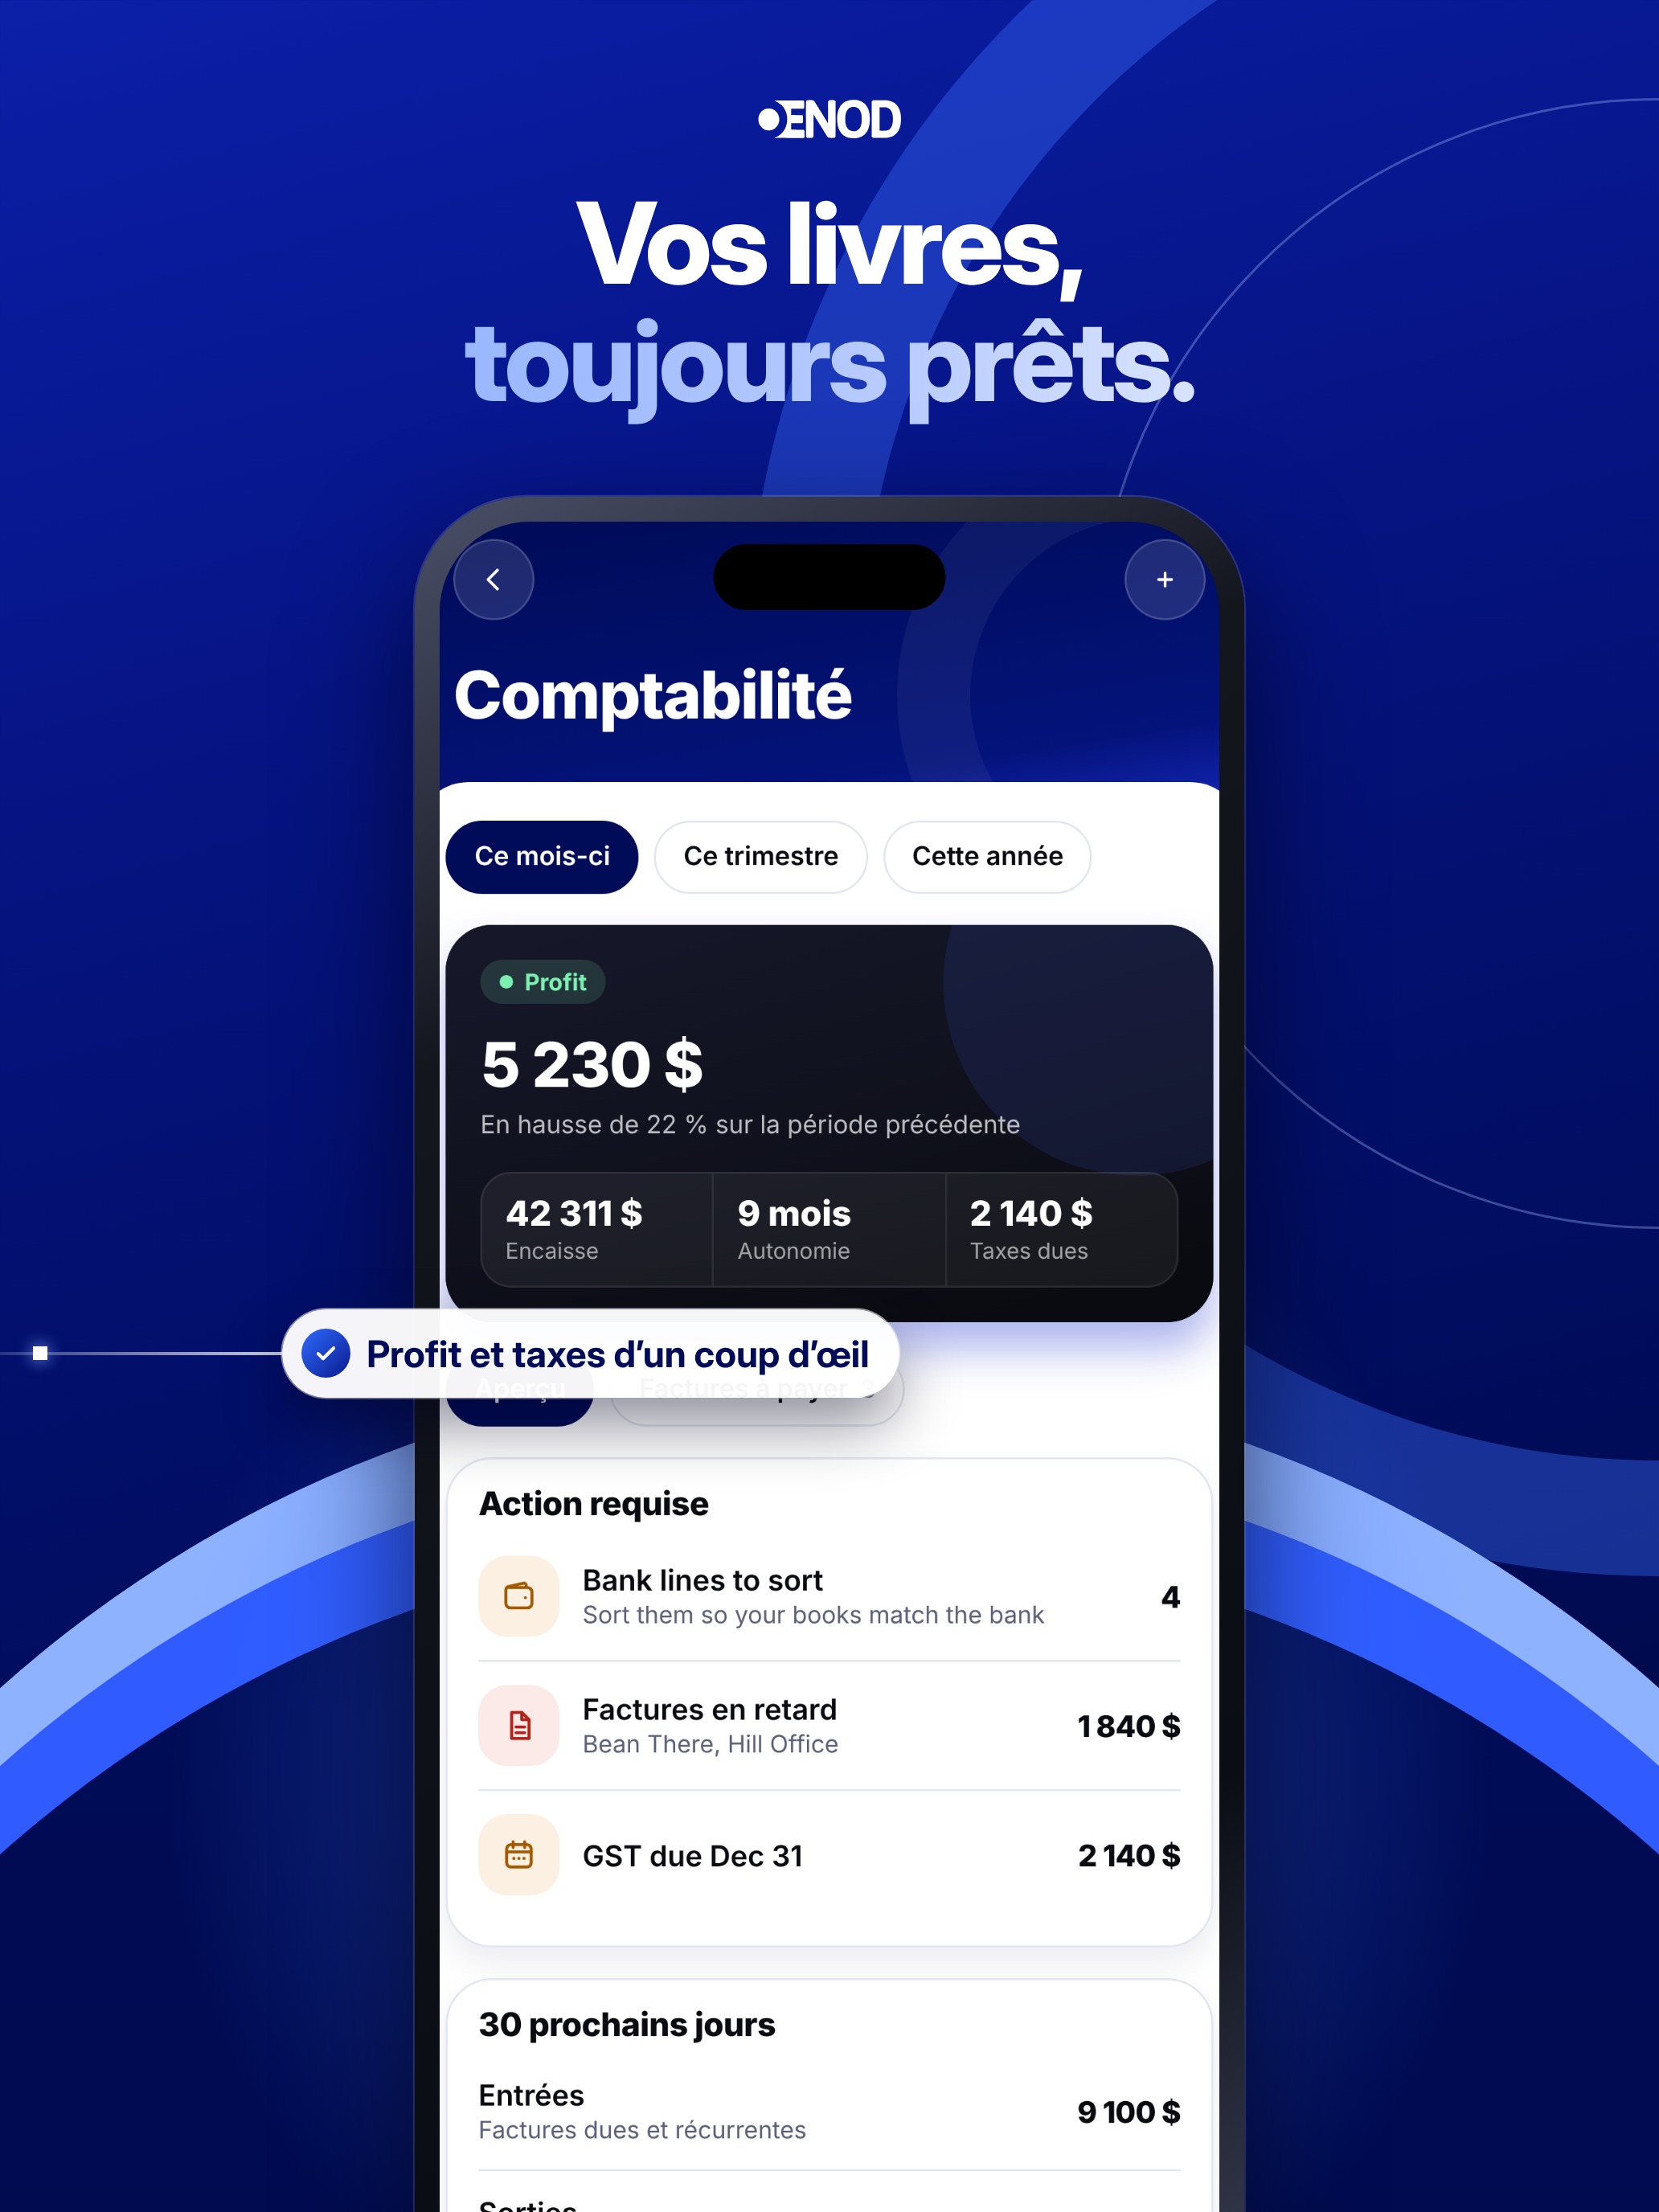 ENOD
Vos livres,
toujours prêts.
Comptabilité
Ce mois-ci
Ce trimestre
Cette année
Profit
5 230 $
En hausse de 22 % sur la période précédente
42 311 $
Encaisse
9 mois
Autonomie
2 140 $
Taxes dues
Profit et taxes d’un coup d’œil
Aperçu
Factures à payer
Action requise
Bank lines to sort
Sort them so your books match the bank
4
Factures en retard
Bean There, Hill Office
1 840 $
GST due Dec 31
2 140 $
30 prochains jours
Entrées
Factures dues et récurrentes
9 100 $
Sorties